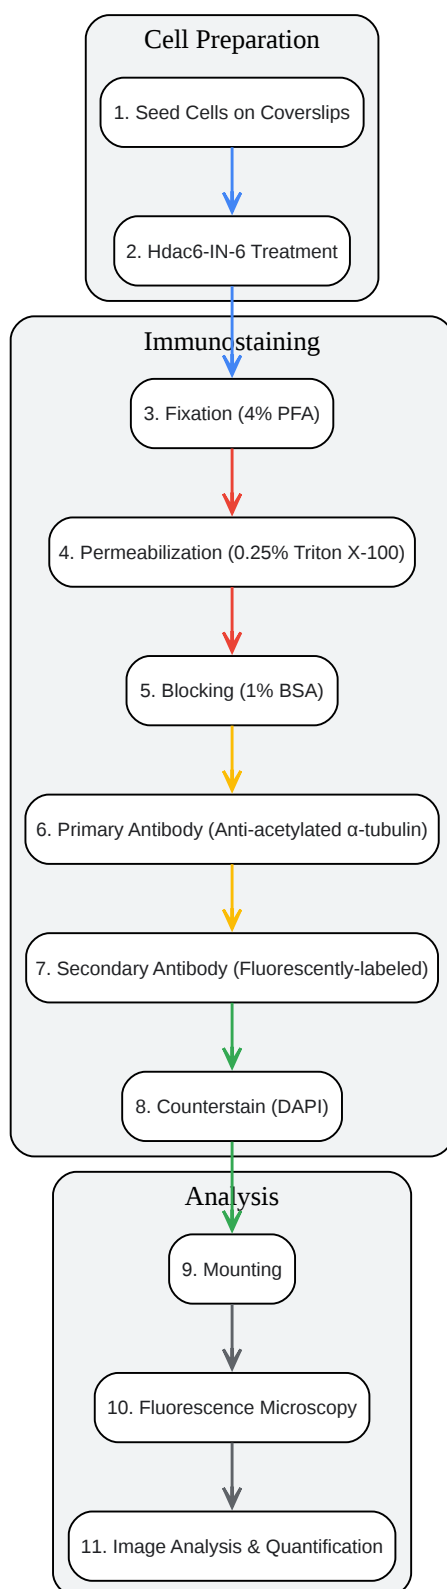 Cell Preparation
1. Seed Cells on Coverslips
2. Hdac6-IN-6 Treatment
Immunostaining
3. Fixation (4% PFA)
4. Permeabilization (0.25% Triton X-100)
5. Blocking (1% BSA)
6. Primary Antibody (Anti-acetylated α-tubulin)
7. Secondary Antibody (Fluorescently-labeled)
8. Counterstain (DAPI)
Analysis
9. Mounting
10. Fluorescence Microscopy
11. Image Analysis & Quantification